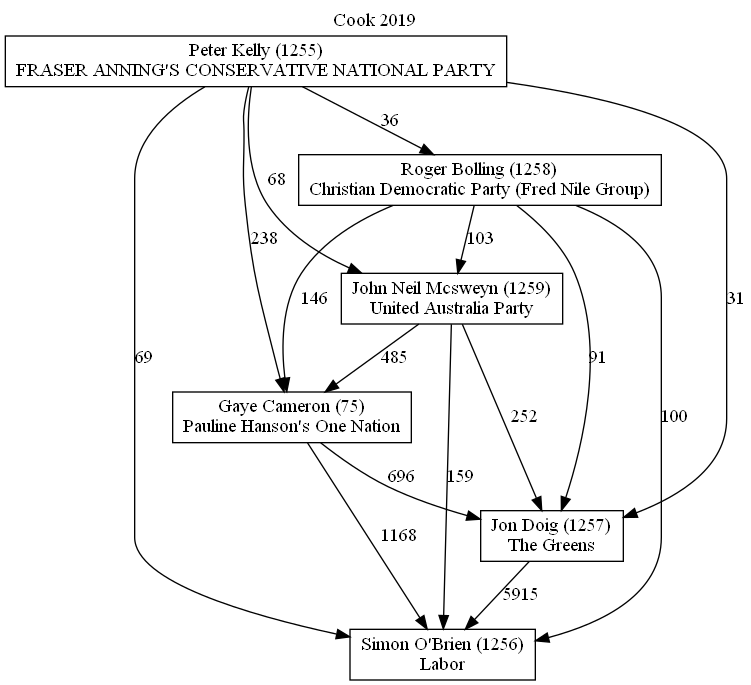 Cook 2019
Peter Kelly (1255)
FRASER ANNING'S CONSERVATIVE NATIONAL PARTY
36
Roger Bolling (1258)
Christian Democratic Party (Fred Nile Group)
68
238
103
146
31
John Neil Mcsweyn (1259)
United Australia Party
69
485
91
Gaye Cameron (75)
Pauline Hanson's One Nation
252
100
696
159
1168
Jon Doig (1257)
The Greens
5915
Simon O'Brien (1256)
Labor